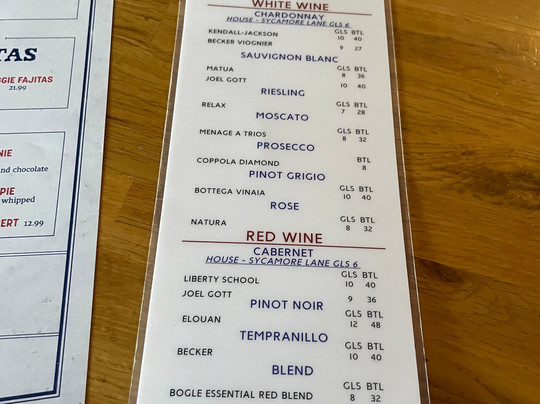 TAS
GGIE FAJITAS
21.99
NIE
nd chocolate
PIE
whipped
ERT 12.99
WHITE WINE
CHARDONNAY
HOUSE - SYCAMORE LANE GLS 6
GLS BTL
KENDALL-JACKSON 10 40
BECKER VIOGNIER 9 27
SAUVIGNON BLANC
GLS BTL
MATUA 8 36
JOEL GOTT 10 40
RIESLING
GLS BTL
RELAX 7 28
MOSCATO
GLS BTL
MENAGE A TRIOS 8 32
PROSECCO
BTL
COPPOLA DIAMOND 8
PINOT GRIGIO
GLS BTL
BOTTEGA VINAIA 10 40
ROSE
GLS BTL
NATURA 8 32
RED WINE
CABERNET
HOUSE - SYCAMORE LANE GLS 6
GLS BTL
LIBERTY SCHOOL 10 40
JOEL GOTT 9 36
PINOT NOIR
GLS BTL
ELOUAN 12 48
TEMPRANILLO
GLS BTL
BECKER 10 40
BLEND
GLS BTL
BOGLE ESSENTIAL RED BLEND 8 32